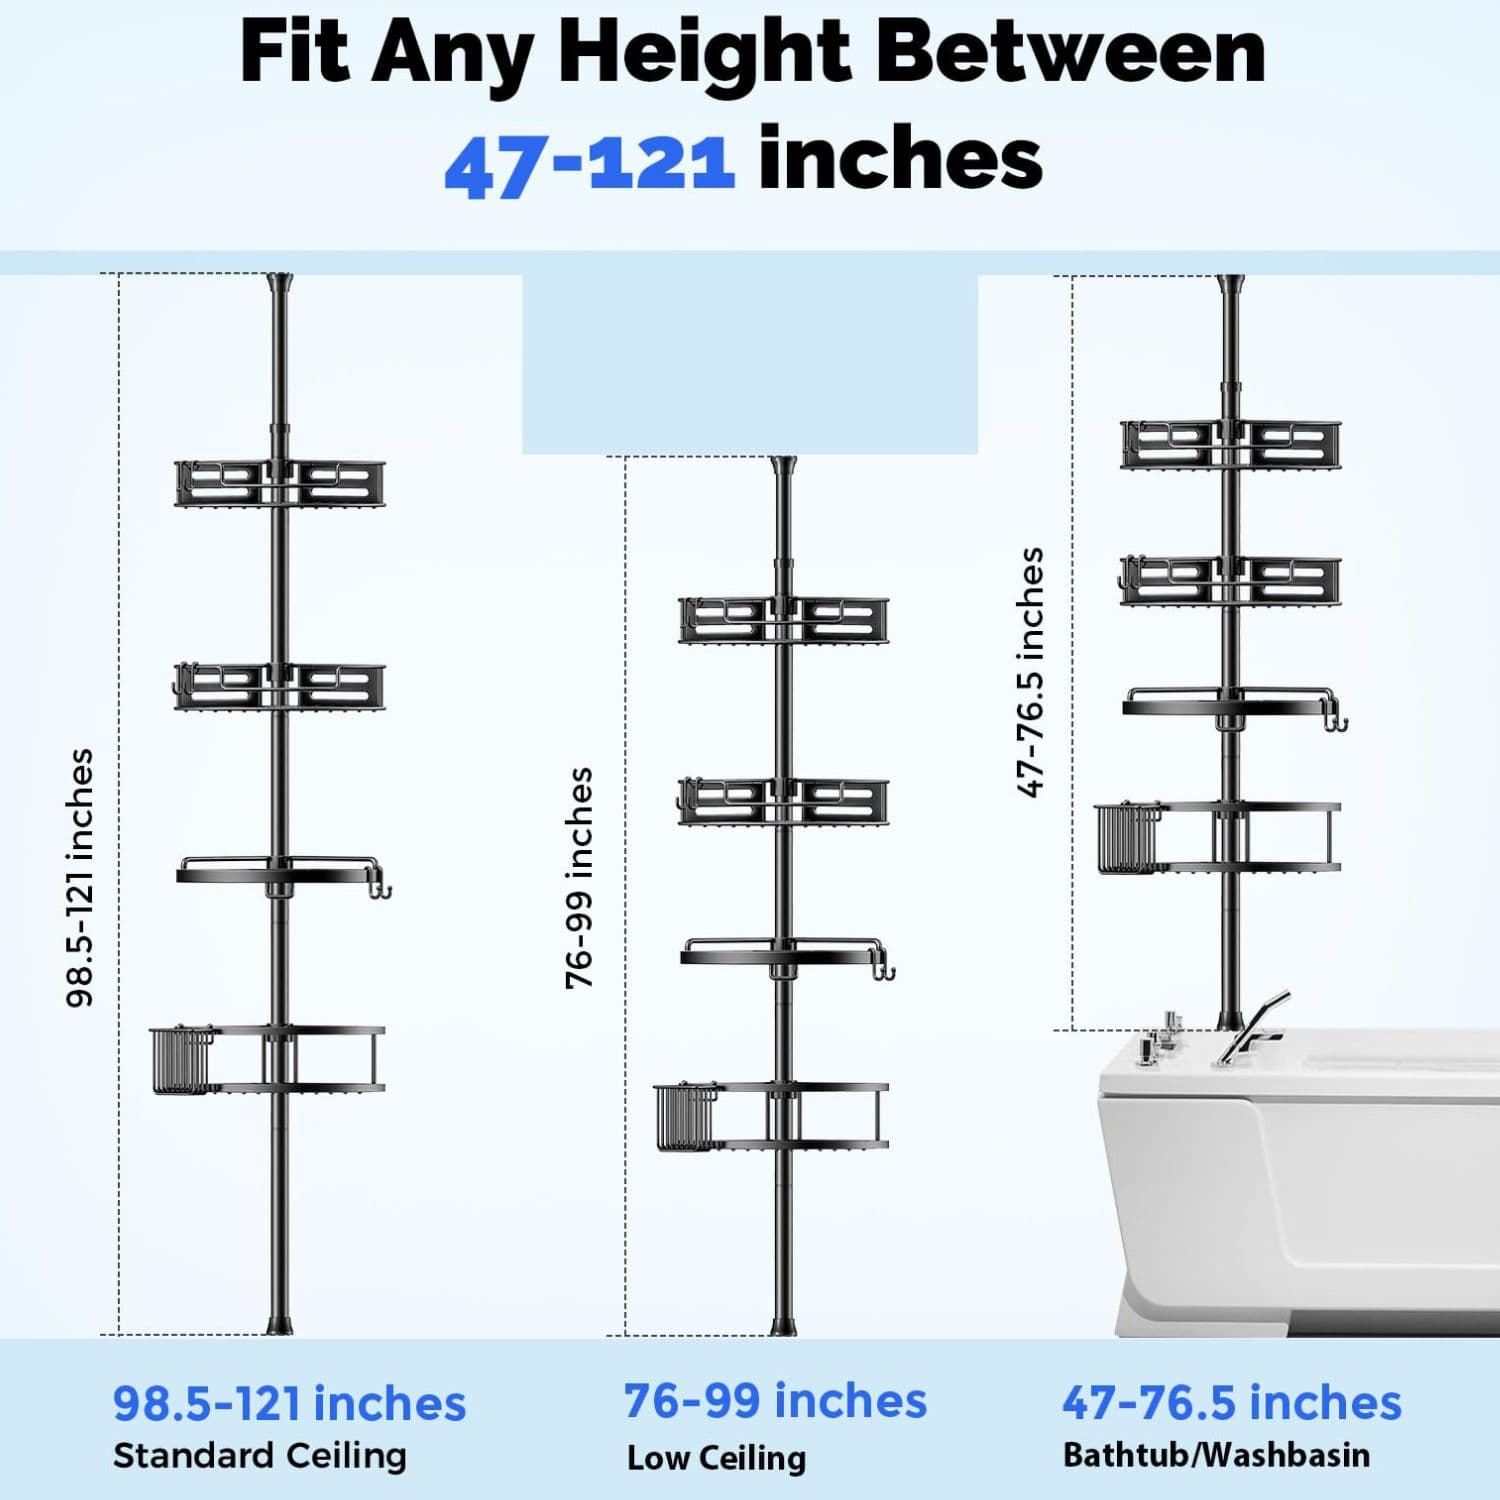 Fit Any Height Between
47-121 inches
98.5-121 inches
76-99 inches
47-76.5 inches
98.5-121 inches
Standard Ceiling
76-99 inches
Low Ceiling
47-76.5 inches
Bathtub/Washbasin